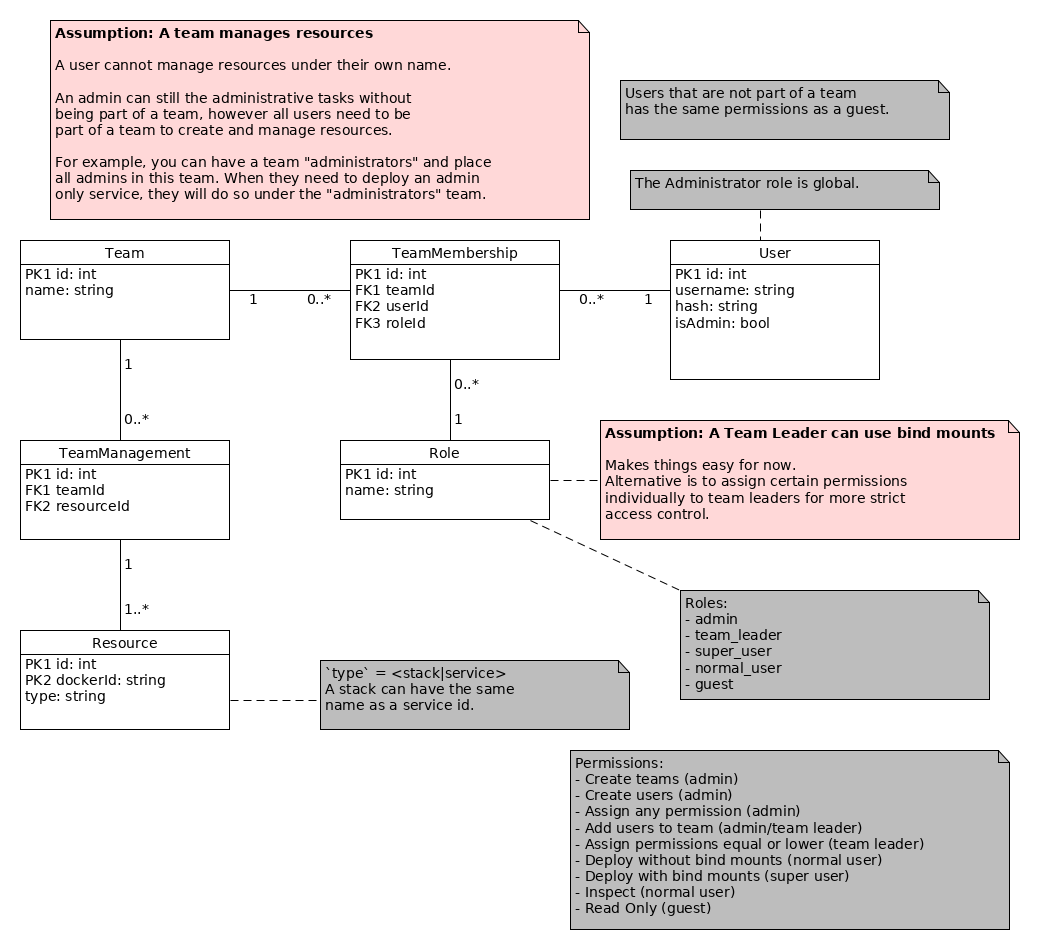 Assumption: A team manages resources
A user cannot manage resources under their own name.
An admin can still the administrative tasks without
being part of a team, however all users need to be
part of a team to create and manage resources.
For example, you can have a team "administrators" and place
all admins in this team. When they need to deploy an admin
only service, they will do so under the "administrators" team.
Users that are not part of a team
has the same permissions as a guest.
The Administrator role is global.
Team
PK1 id: int
name: string
1
0..*
TeamMembership
PK1 id: int
FK1 teamId
FK2 userId
FK3 roleId
0..*
1
User
PK1 id: int
username: string
hash: string
isAdmin: bool
1
0..*
0..*
1
TeamManagement
PK1 id: int
FK1 teamId
FK2 resourceId
Role
PK1 id: int
name: string
Assumption: A Team Leader can use bind mounts
Makes things easy for now.
Alternative is to assign certain permissions
individually to team leaders for more strict
access control.
1
1..*
Resource
PK1 id: int
PK2 dockerId: string
type: string
`type` = <stack|service>
A stack can have the same
name as a service id.
Roles:
- admin
- team_leader
- super_user
- normal_user
- guest
Permissions:
- Create teams (admin)
- Create users (admin)
- Assign any permission (admin)
- Add users to team (admin/team leader)
- Assign permissions equal or lower (team leader)
- Deploy without bind mounts (normal user)
- Deploy with bind mounts (super user)
- Inspect (normal user)
- Read Only (guest)